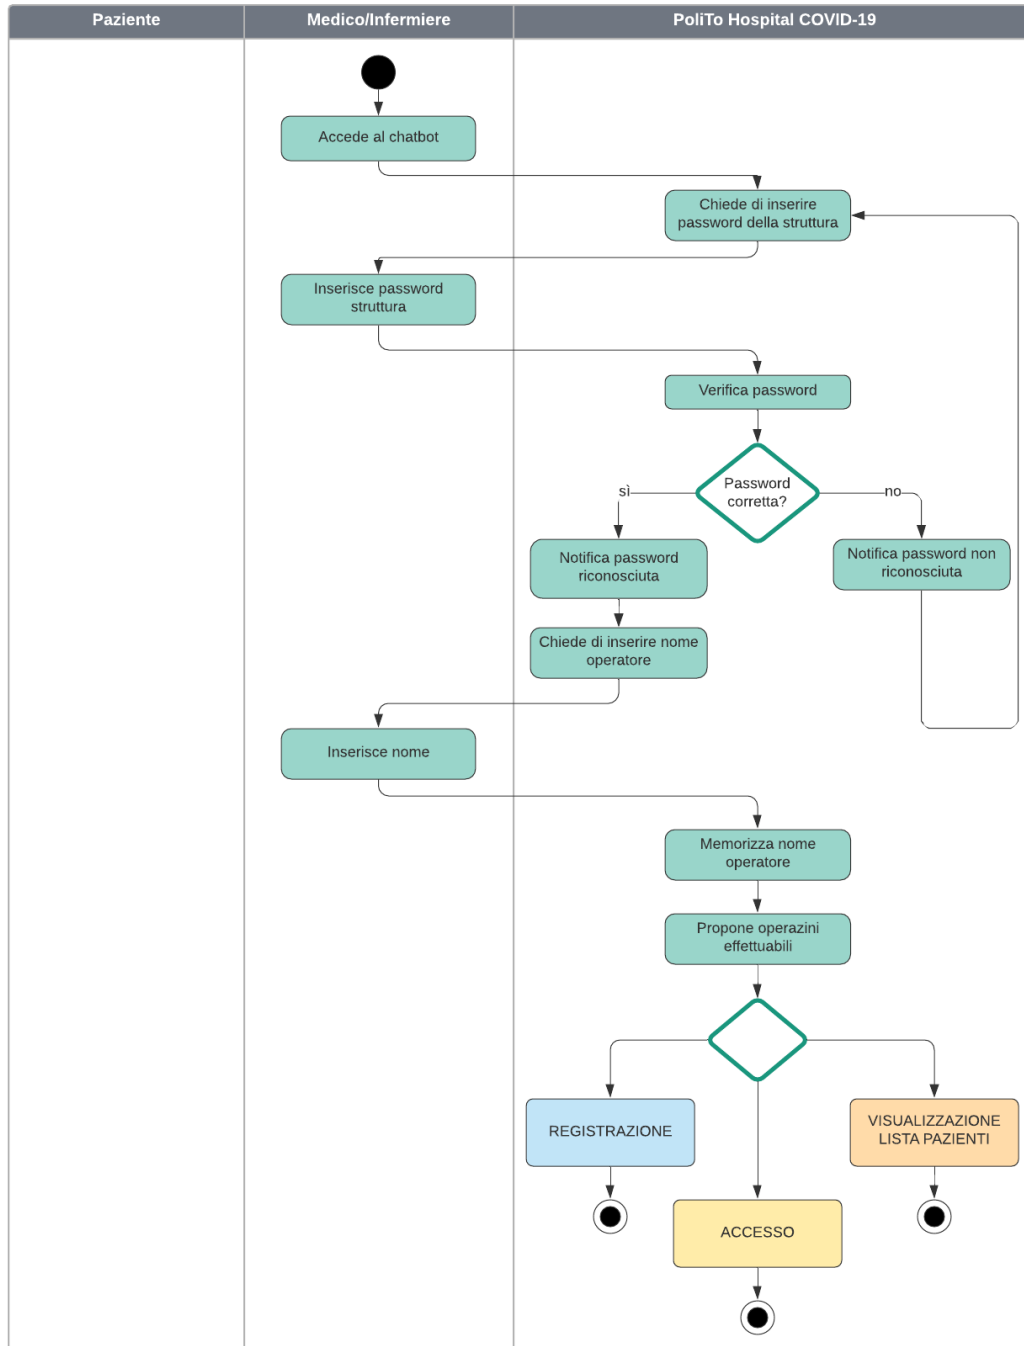 Paziente
Medico/Infermiere
PoliTo Hospital COVID-19
Accede al chatbot
Chiede di inserire
password della struttura
Inserisce password
struttura
Verifica password
Password
corretta?
sì
no
Notifica password
riconosciuta
Notifica password non
riconosciuta
Chiede di inserire nome
operatore
Inserisce nome
Memorizza nome
operatore
Propone operazini
effettuabili
REGISTRAZIONE
VISUALIZZAZIONE
LISTA PAZIENTI
ACCESSO